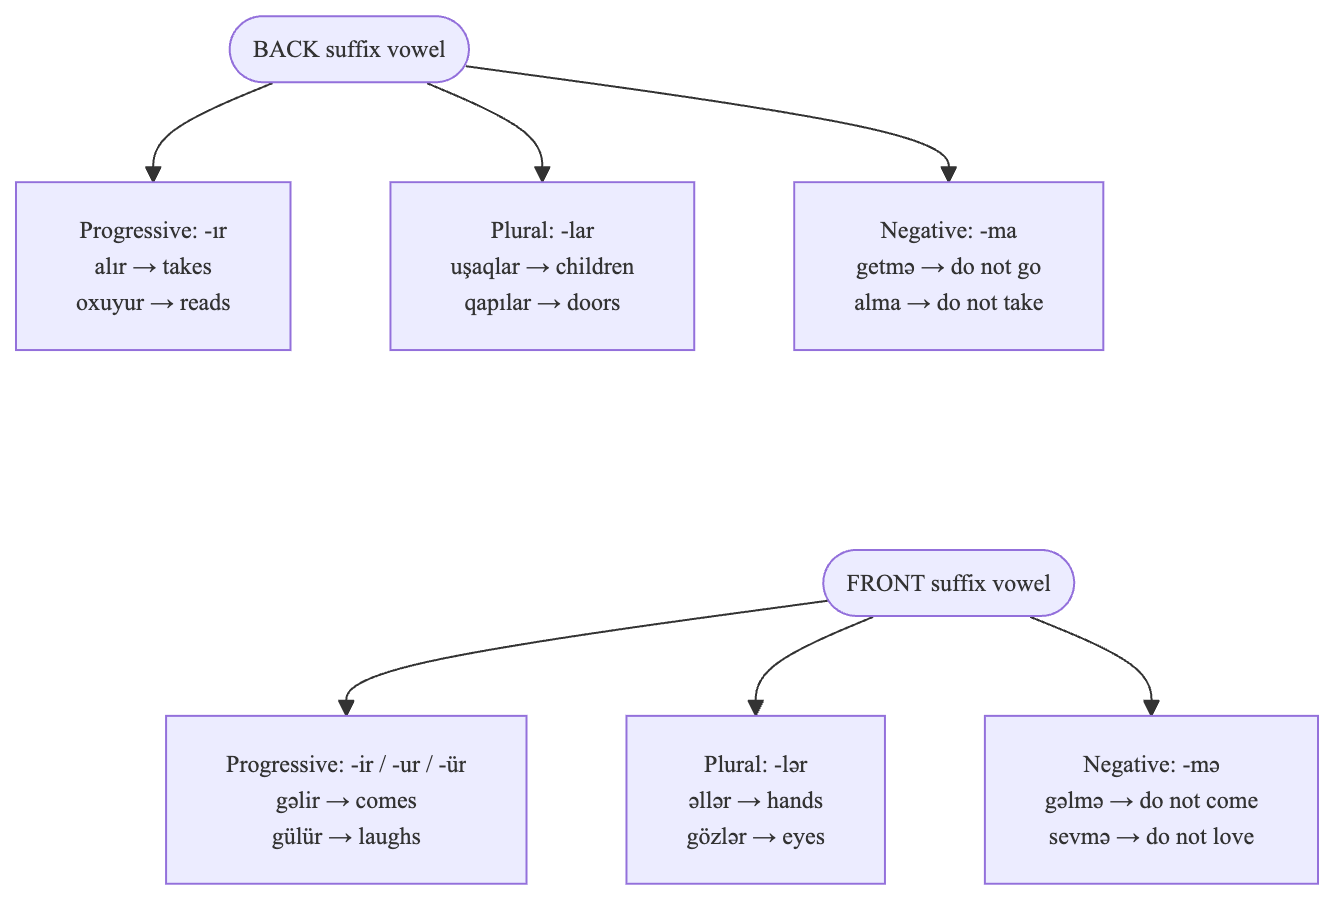 BACK suffix vowel
Progressive: -ır
alır → takes
oxuyur → reads
Plural: -lar
uşaqlar → children
qapılar → doors
Negative: -ma
getmə → do not go
alma → do not take
FRONT suffix vowel
Progressive: -ir / -ur / -ür
gəlir → comes
gülür → laughs
Plural: -lər
əllər → hands
gözlər → eyes
Negative: -mə
gəlmə → do not come
sevmə → do not love